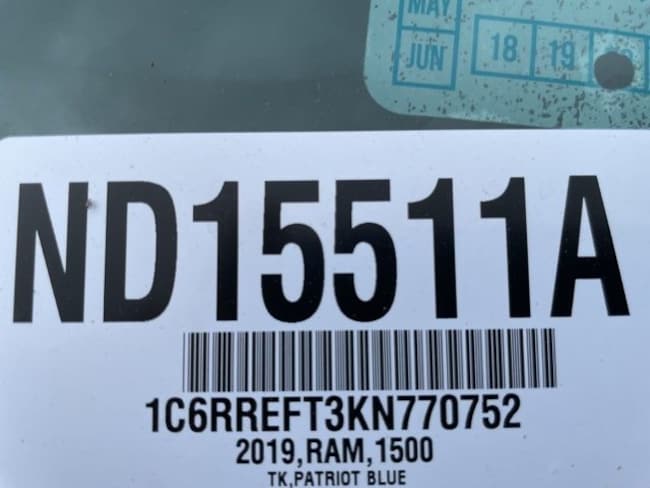 MAY
JUN 18 19
ND15511A
1C6RREFT3KN770752
2019,RAM,1500
TK,PATRIOT BLUE